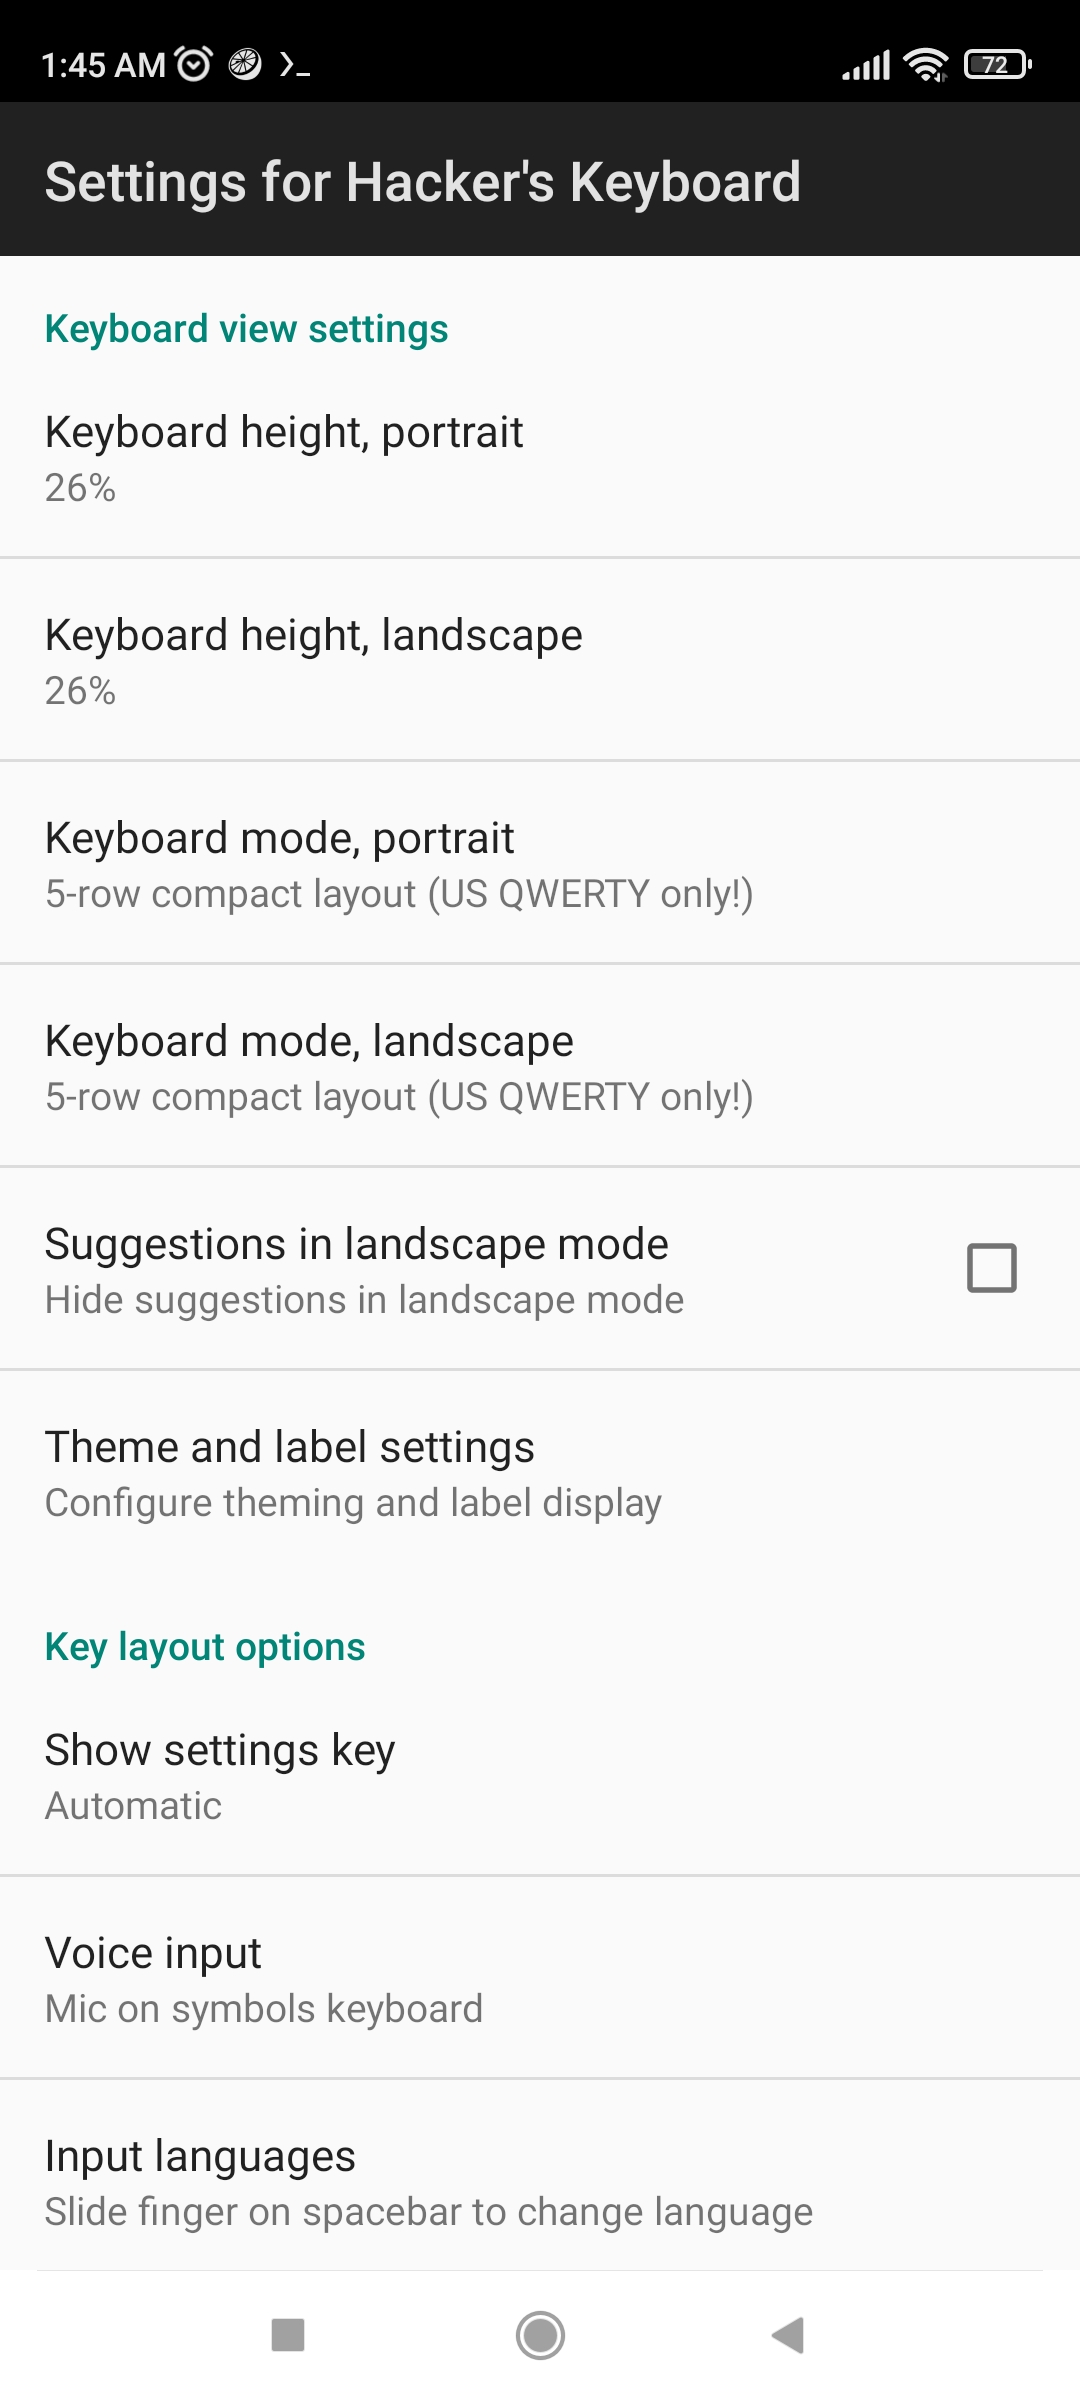 1:45 AM
72
Settings for Hacker's Keyboard
Keyboard view settings
Keyboard height, portrait
26%
Keyboard height, landscape
26%
Keyboard mode, portrait
5-row compact layout (US QWERTY only!)
Keyboard mode, landscape
5-row compact layout (US QWERTY only!)
Suggestions in landscape mode
Hide suggestions in landscape mode
Theme and label settings
Configure theming and label display
Key layout options
Show settings key
Automatic
Voice input
Mic on symbols keyboard
Input languages
Slide finger on spacebar to change language